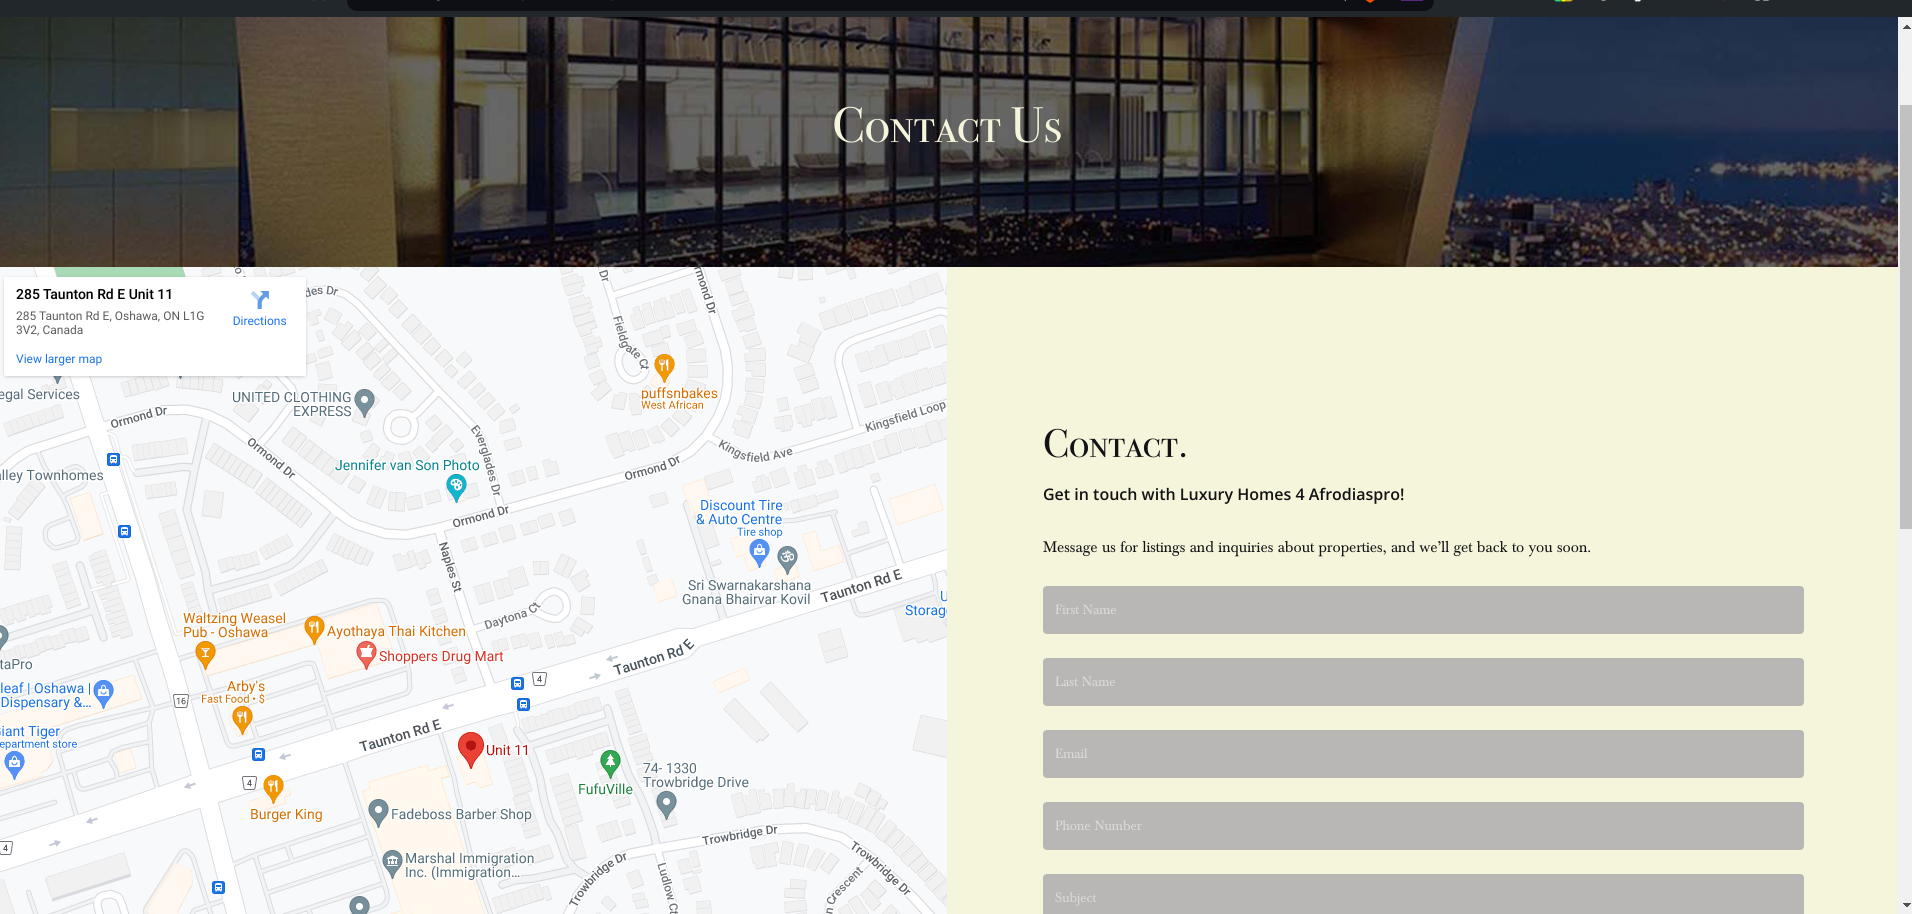 Contact Us
285 Taunton Rd E Unit 11
285 Taunton Rd E, Oshawa, ON L1G
3V2, Canada
Directions
View larger map
des Dr
Dr
rmond Dr
Fieldgate Ct
puffsnbakes
West African
egal Services
UNITED CLOTHING
EXPRESS
Ormond Dr
Ormond Dr
Everglades Dr
Kingsfield Loop
Kingsfield Ave
Ormond Dr
lley Townhomes
Jennifer van Son Photo
Ormond Dr
Discount Tire
& Auto Centre
Tire shop
Naples St
Sri Swarnakarshana
Gnana Bhairvar Kovil
Taunton Rd E
U
Storag
Daytona Ct
Waltzing Weasel
Pub - Oshawa
Ayothaya Thai Kitchen
Shoppers Drug Mart
taPro
Taunton Rd E
4
leaf | Oshawa |
Dispensary &...
16
Arby's
Fast Food • $
iant Tiger
epartment store
Taunton Rd E
Unit 11
4
Burger King
FufuVille
74- 1330
Trowbridge Drive
Fadeboss Barber Shop
4
Marshal Immigration
Inc. (Immigration...
Trowbridge Dr
Trowbridge Dr
Trowbridge Dr
Ludlow Ct
n Crescent
Contact.
Get in touch with Luxury Homes 4 Afrodiaspro!
Message us for listings and inquiries about properties, and we’ll get back to you soon.
First Name
Last Name
Email
Phone Number
Subject